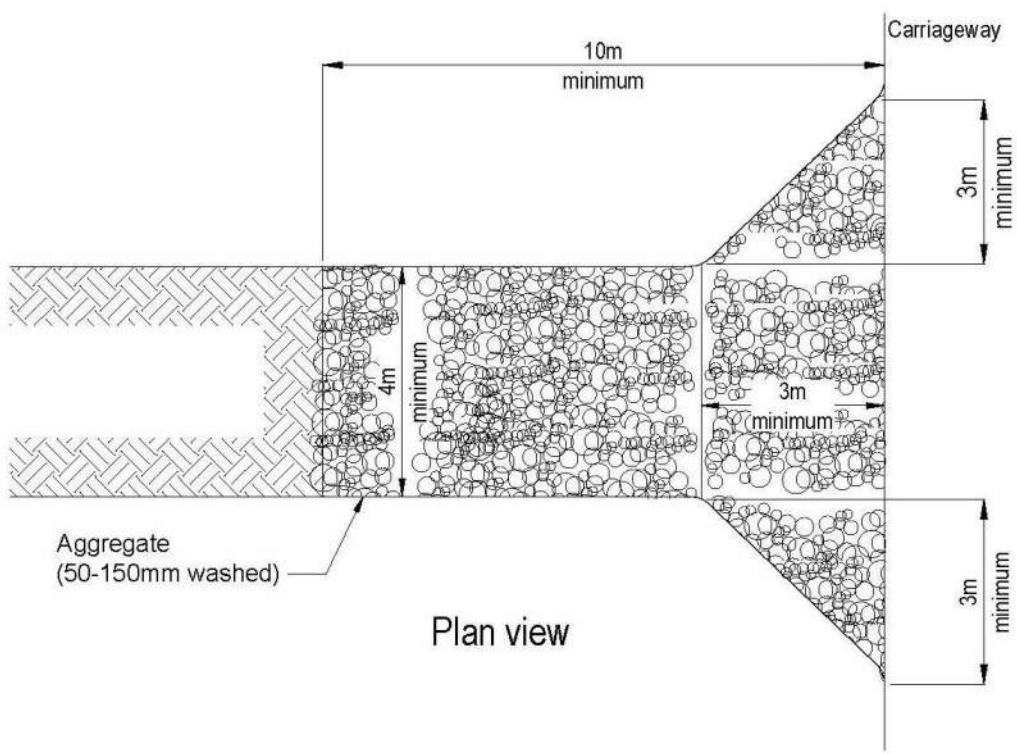 Carriageway
10m
minimum
3m
minimum
4m
minimum
3m
minimum
Aggregate
(50-150mm washed)
3m
minimum
Plan view